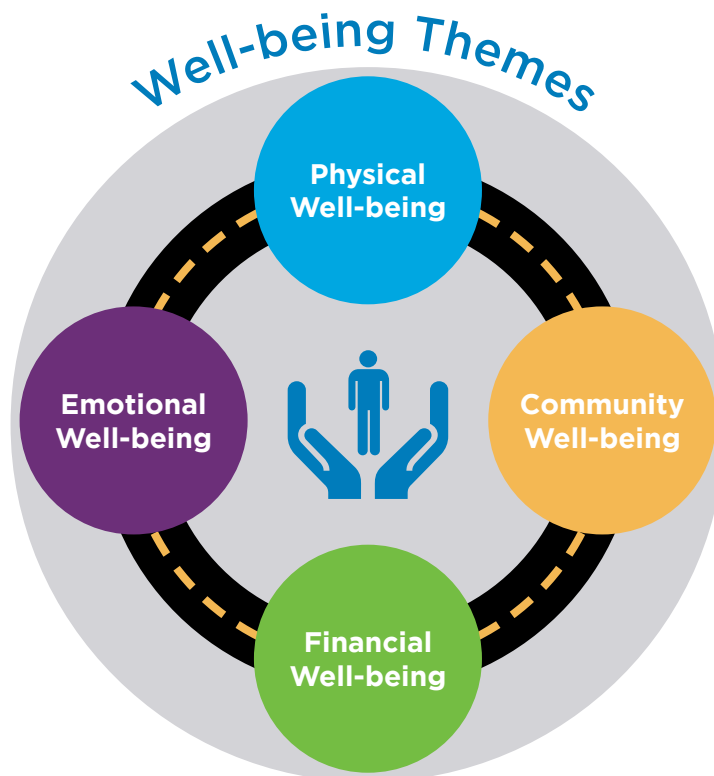 Well-being Themes
Physical
Well-being
Emotional
Well-being
Community
Well-being
Financial
Well-being